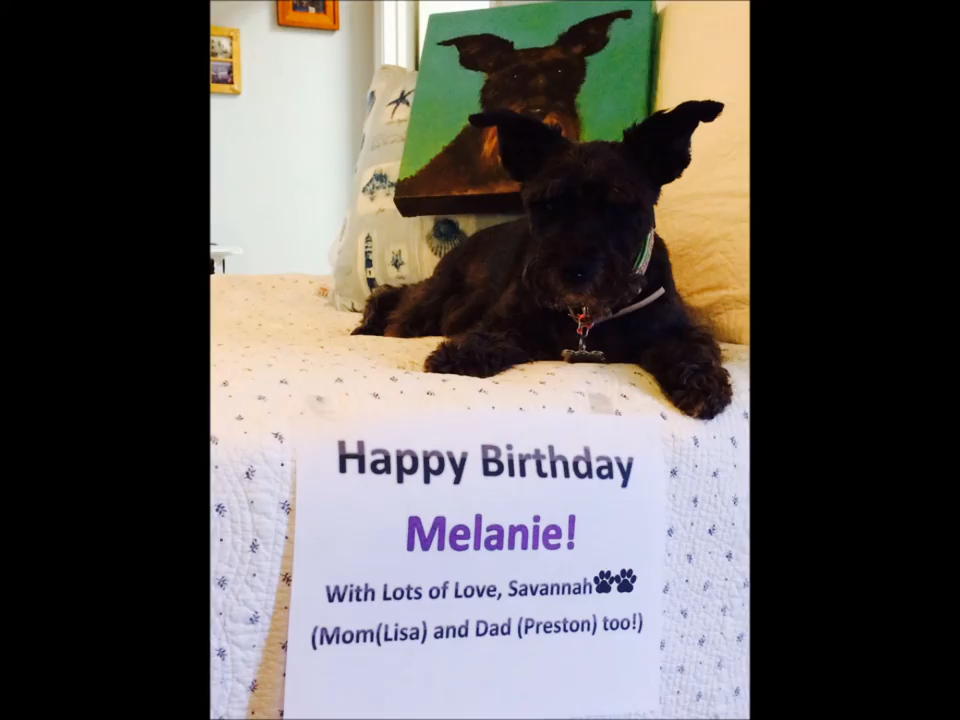 Happy Birthday
Melanie!
With Lots of Love, Savannah
(Mom(Lisa) and Dad (Preston) too!)